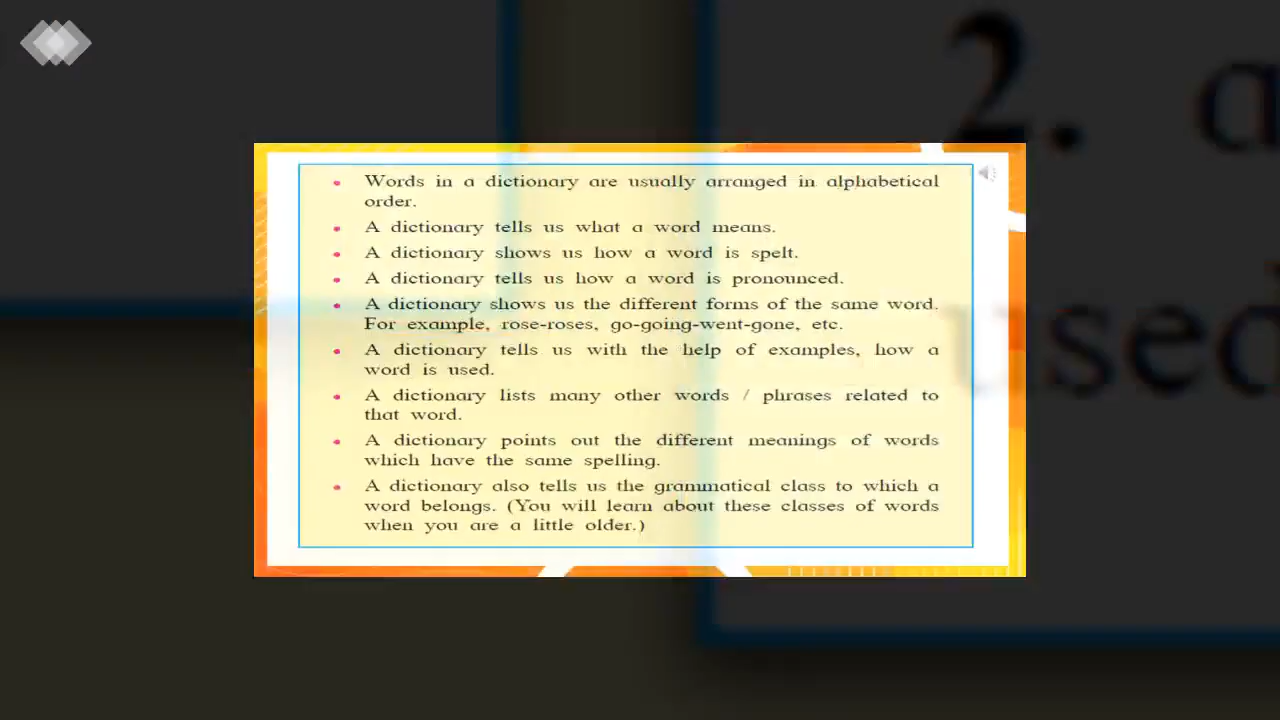 2. a
used
• Words in a dictionary are usually arranged in alphabetical
order.
• A dictionary tells us what a word means.
• A dictionary shows us how a word is spelt.
• A dictionary tells us how a word is pronounced.
• A dictionary shows us the different forms of the same word.
For example, rose-roses, go-going-went-gone, etc.
• A dictionary tells us with the help of examples, how a
word is used.
• A dictionary lists many other words / phrases related to
that word.
• A dictionary points out the different meanings of words
which have the same spelling.
• A dictionary also tells us the grammatical class to which a
word belongs. (You will learn about these classes of words
when you are a little older.)